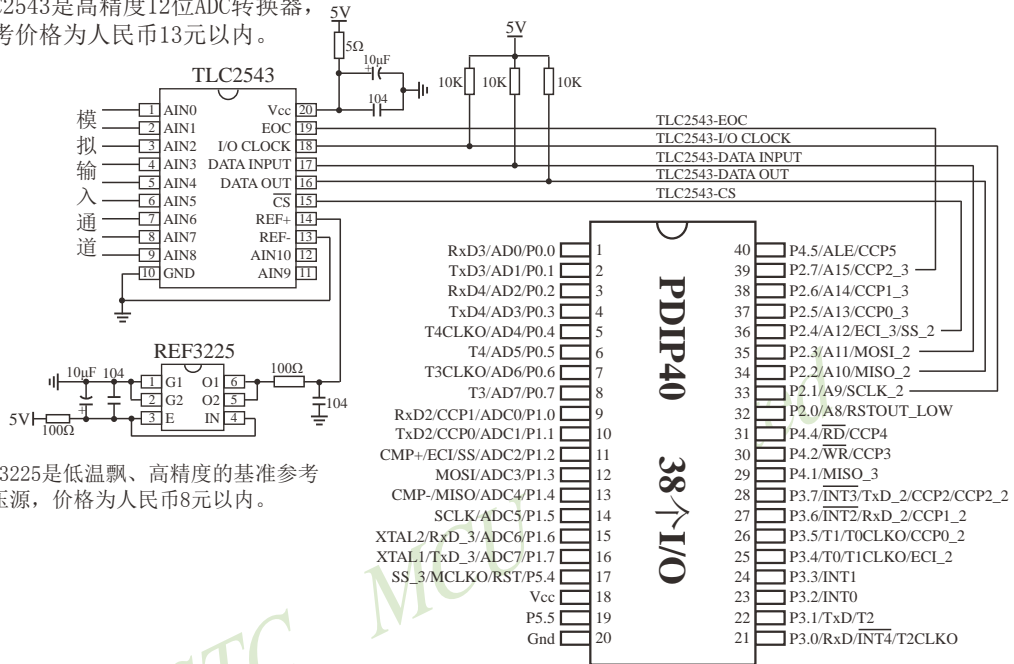 C2543是高精度12位ADC转换器，
考价格为人民币13元以内。
5V
5Ω
10μF
+
104
5V
10K
10K
10K
TLC2543
模拟输入通道
1 AIN0
2 AIN1
3 AIN2
4 AIN3
5 AIN4
6 AIN5
7 AIN6
8 AIN7
9 AIN8
10 GND
Vcc 20
EOC 19
I/O CLOCK 18
DATA INPUT 17
DATA OUT 16
CS 15
REF+ 14
REF- 13
AIN10 12
AIN9 11
TLC2543-EOC
TLC2543-I/O CLOCK
TLC2543-DATA INPUT
TLC2543-DATA OUT
TLC2543-CS
REF3225
10μF
104
+
1 G1
2 G2
3 E
O1 6
O2 5
IN 4
100Ω
104
5V
100Ω
3225是低温飘、高精度的基准参考
压源，价格为人民币8元以内。
PDIP40
38个I/O
RxD3/AD0/P0.0 1
TxD3/AD1/P0.1 2
RxD4/AD2/P0.2 3
TxD4/AD3/P0.3 4
T4CLKO/AD4/P0.4 5
T4/AD5/P0.5 6
T3CLKO/AD6/P0.6 7
T3/AD7/P0.7 8
RxD2/CCP1/ADC0/P1.0 9
TxD2/CCP0/ADC1/P1.1 10
CMP+/ECI/SS/ADC2/P1.2 11
MOSI/ADC3/P1.3 12
CMP-/MISO/ADC4/P1.4 13
SCLK/ADC5/P1.5 14
XTAL2/RxD_3/ADC6/P1.6 15
XTAL1/TxD_3/ADC7/P1.7 16
SS_3/MCLKO/RST/P5.4 17
Vcc 18
P5.5 19
Gnd 20
40 P4.5/ALE/CCP5
39 P2.7/A15/CCP2_3
38 P2.6/A14/CCP1_3
37 P2.5/A13/CCP0_3
36 P2.4/A12/ECI_3/SS_2
35 P2.3/A11/MOSI_2
34 P2.2/A10/MISO_2
33 P2.1/A9/SCLK_2
32 P2.0/A8/RSTOUT_LOW
31 P4.4/RD/CCP4
30 P4.2/WR/CCP3
29 P4.1/MISO_3
28 P3.7/INT3/TxD_2/CCP2/CCP2_2
27 P3.6/INT2/RxD_2/CCP1_2
26 P3.5/T1/T0CLKO/CCP0_2
25 P3.4/T0/T1CLKO/ECI_2
24 P3.3/INT1
23 P3.2/INT0
22 P3.1/TxD/T2
21 P3.0/RxD/INT4/T2CLKO
STC MCU